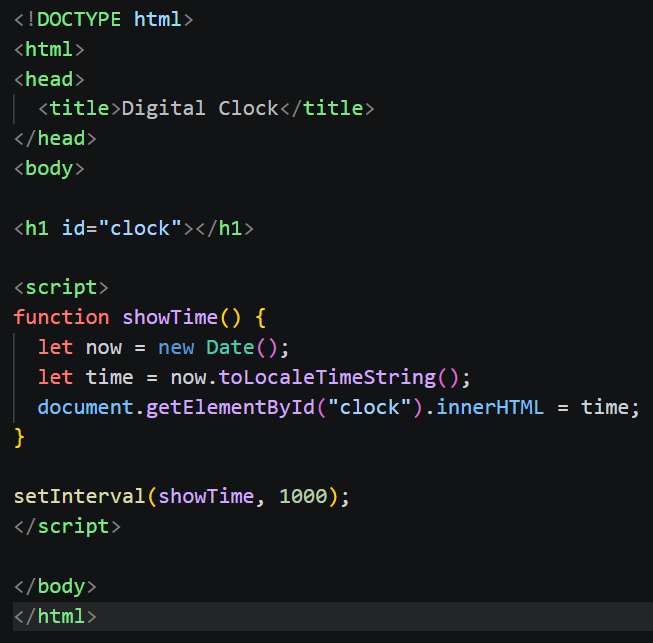 <!DOCTYPE html>
<html>
<head>
  <title>Digital Clock</title>
</head>
<body>

<h1 id="clock"></h1>

<script>
function showTime() {
  let now = new Date();
  let time = now.toLocaleTimeString();
  document.getElementById("clock").innerHTML = time;
}

setInterval(showTime, 1000);
</script>

</body>
</html>